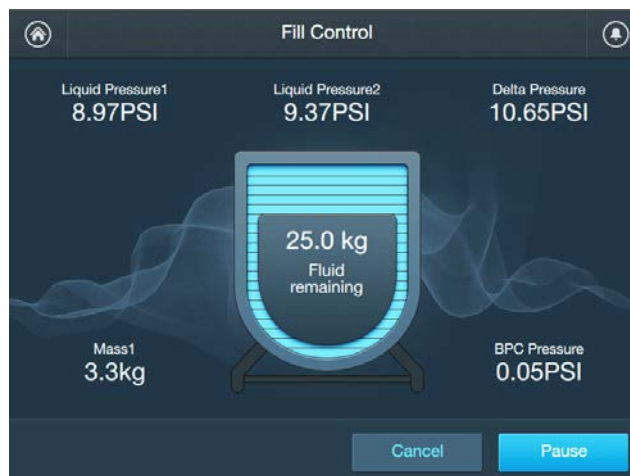 Fill Control
Liquid Pressure1
8.97PSI
Liquid Pressure2
9.37PSI
Delta Pressure
10.65PSI
25.0 kg
Fluid
remaining
Mass1
3.3kg
BPC Pressure
0.05PSI
Cancel
Pause